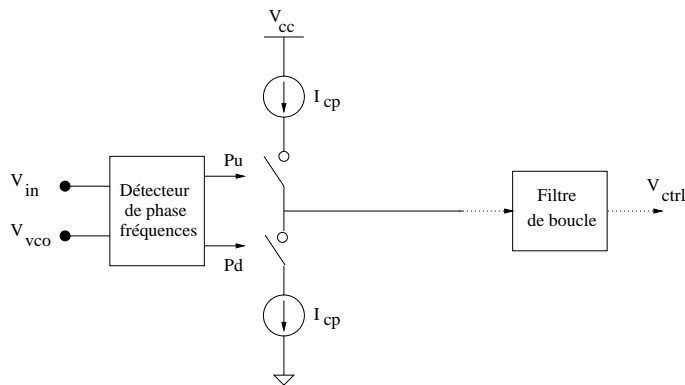 V cc
I cp
Pu
V in
Détecteur
de phase
fréquences
V vco
Pd
I cp
Filtre
de boucle
V ctrl